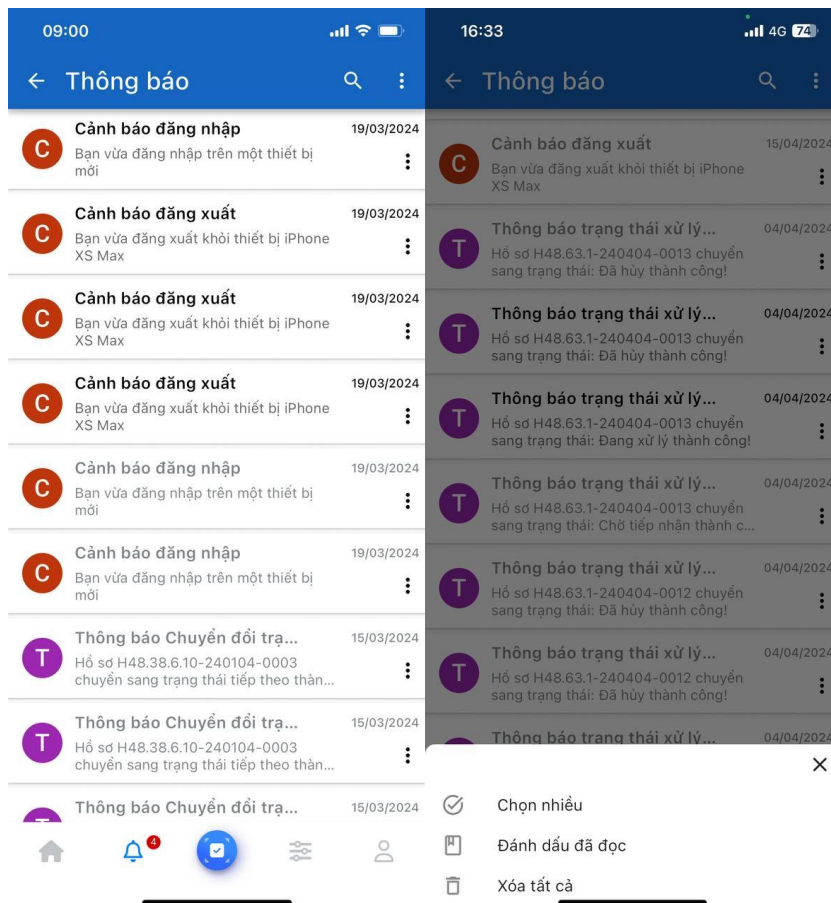 09:00
Thông báo
C
Cảnh báo đăng nhập
19/03/2024
Bạn vừa đăng nhập trên một thiết bị
mới
C
Cảnh báo đăng xuất
19/03/2024
Bạn vừa đăng xuất khỏi thiết bị iPhone
XS Max
C
Cảnh báo đăng xuất
19/03/2024
Bạn vừa đăng xuất khỏi thiết bị iPhone
XS Max
C
Cảnh báo đăng xuất
19/03/2024
Bạn vừa đăng xuất khỏi thiết bị iPhone
XS Max
C
Cảnh báo đăng nhập
19/03/2024
Bạn vừa đăng nhập trên một thiết bị
mới
C
Cảnh báo đăng nhập
19/03/2024
Bạn vừa đăng nhập trên một thiết bị
mới
T
Thông báo Chuyển đổi trạ...
15/03/2024
Hồ sơ H48.38.6.10-240104-0003
chuyển sang trạng thái tiếp theo thàn...
T
Thông báo Chuyển đổi trạ...
15/03/2024
Hồ sơ H48.38.6.10-240104-0003
chuyển sang trạng thái tiếp theo thàn...
Thông báo Chuyển đổi trạ...
15/03/2024
4
16:33
4G 74
Thông báo
C
Cảnh báo đăng xuất
15/04/2024
Bạn vừa đăng xuất khỏi thiết bị iPhone
XS Max
T
Thông báo trạng thái xử lý...
04/04/2024
Hồ sơ H48.63.1-240404-0013 chuyển
sang trạng thái: Đã hủy thành công!
T
Thông báo trạng thái xử lý...
04/04/2024
Hồ sơ H48.63.1-240404-0013 chuyển
sang trạng thái: Đã hủy thành công!
T
Thông báo trạng thái xử lý...
04/04/2024
Hồ sơ H48.63.1-240404-0013 chuyển
sang trạng thái: Đang xử lý thành công!
T
Thông báo trạng thái xử lý...
04/04/2024
Hồ sơ H48.63.1-240404-0013 chuyển
sang trạng thái: Chờ tiếp nhận thành c...
T
Thông báo trạng thái xử lý...
04/04/2024
Hồ sơ H48.63.1-240404-0012 chuyển
sang trạng thái: Đã hủy thành công!
T
Thông báo trạng thái xử lý...
04/04/2024
Hồ sơ H48.63.1-240404-0012 chuyển
sang trạng thái: Đã hủy thành công!
Thông báo trạng thái xử lý...
04/04/2024
Chọn nhiều
Đánh dấu đã đọc
Xóa tất cả